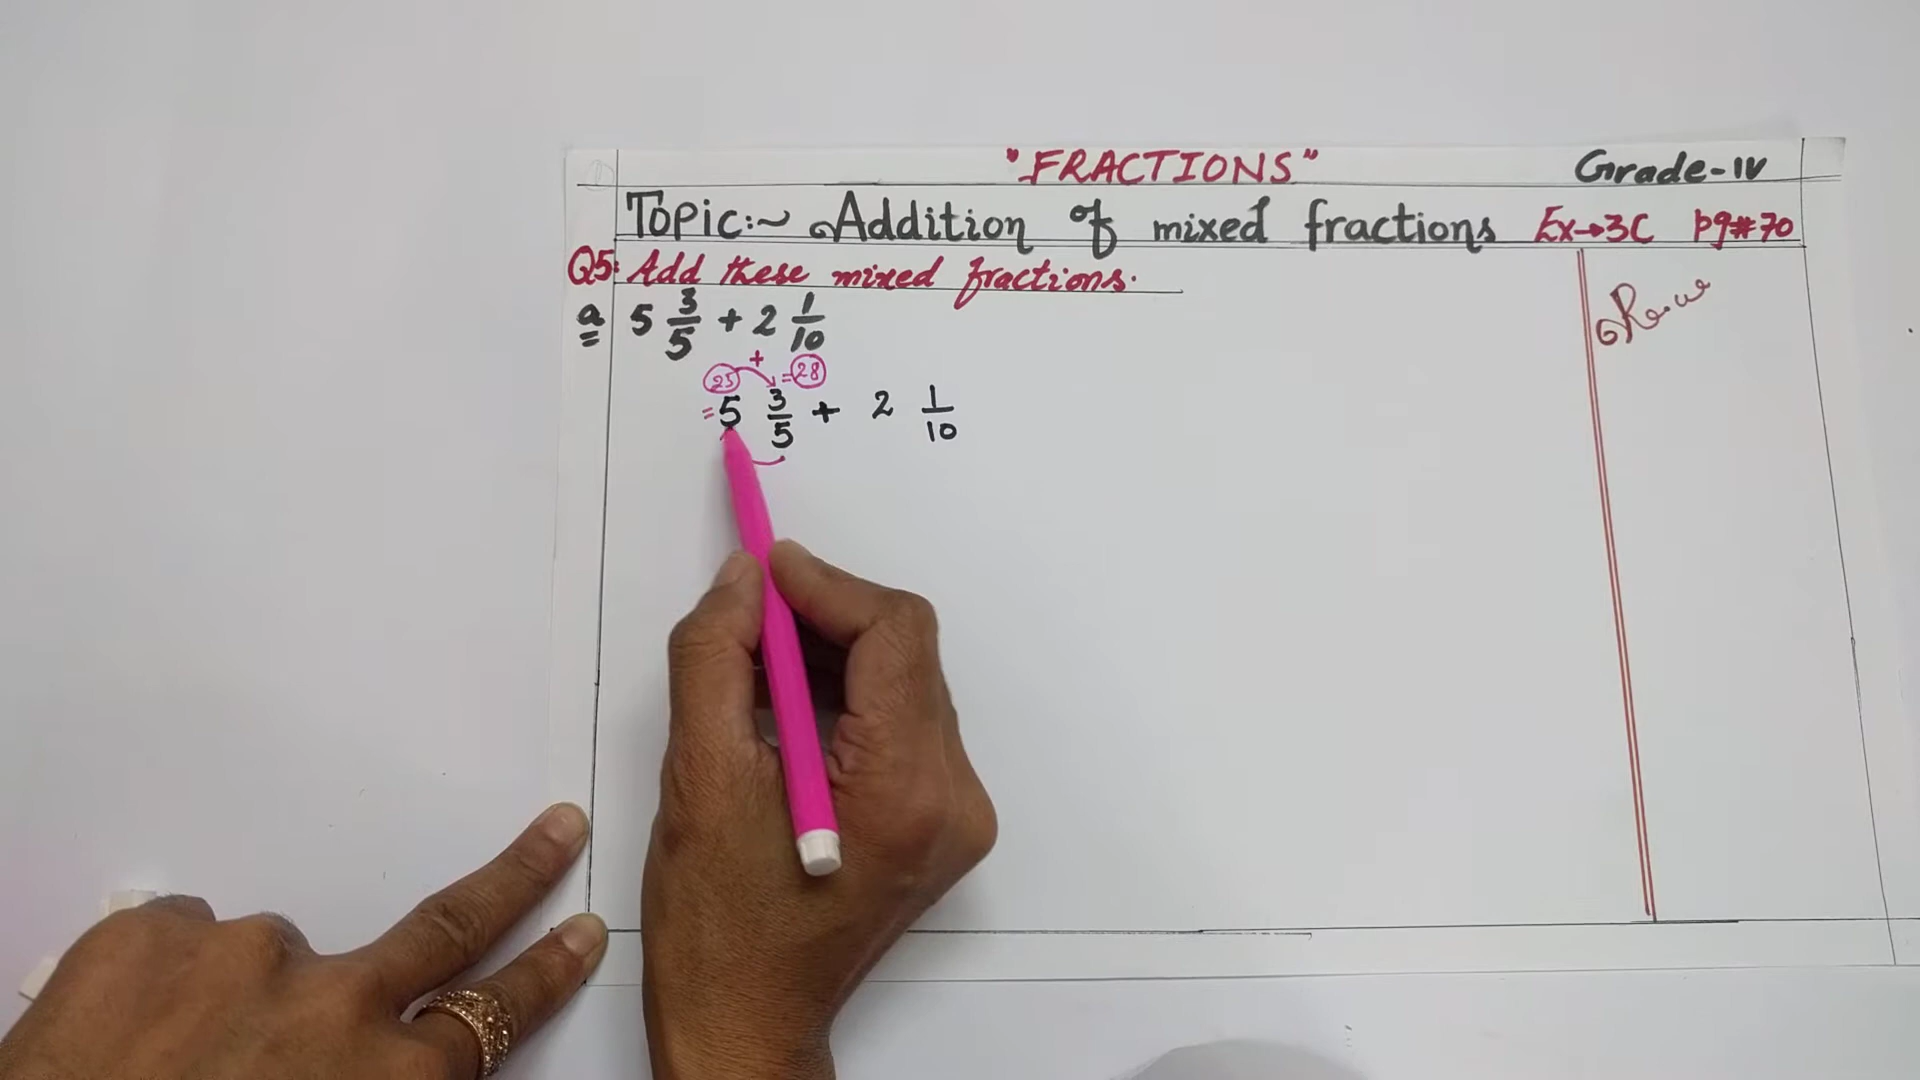 "FRACTIONS" Grade-IV
Topic:~ Addition of mixed fractions Ex→3C Pg#70
Q5: Add these mixed fractions.
a 5 3/5 + 2 1/10
25 + =28
= 5 3/5 + 2 1/10